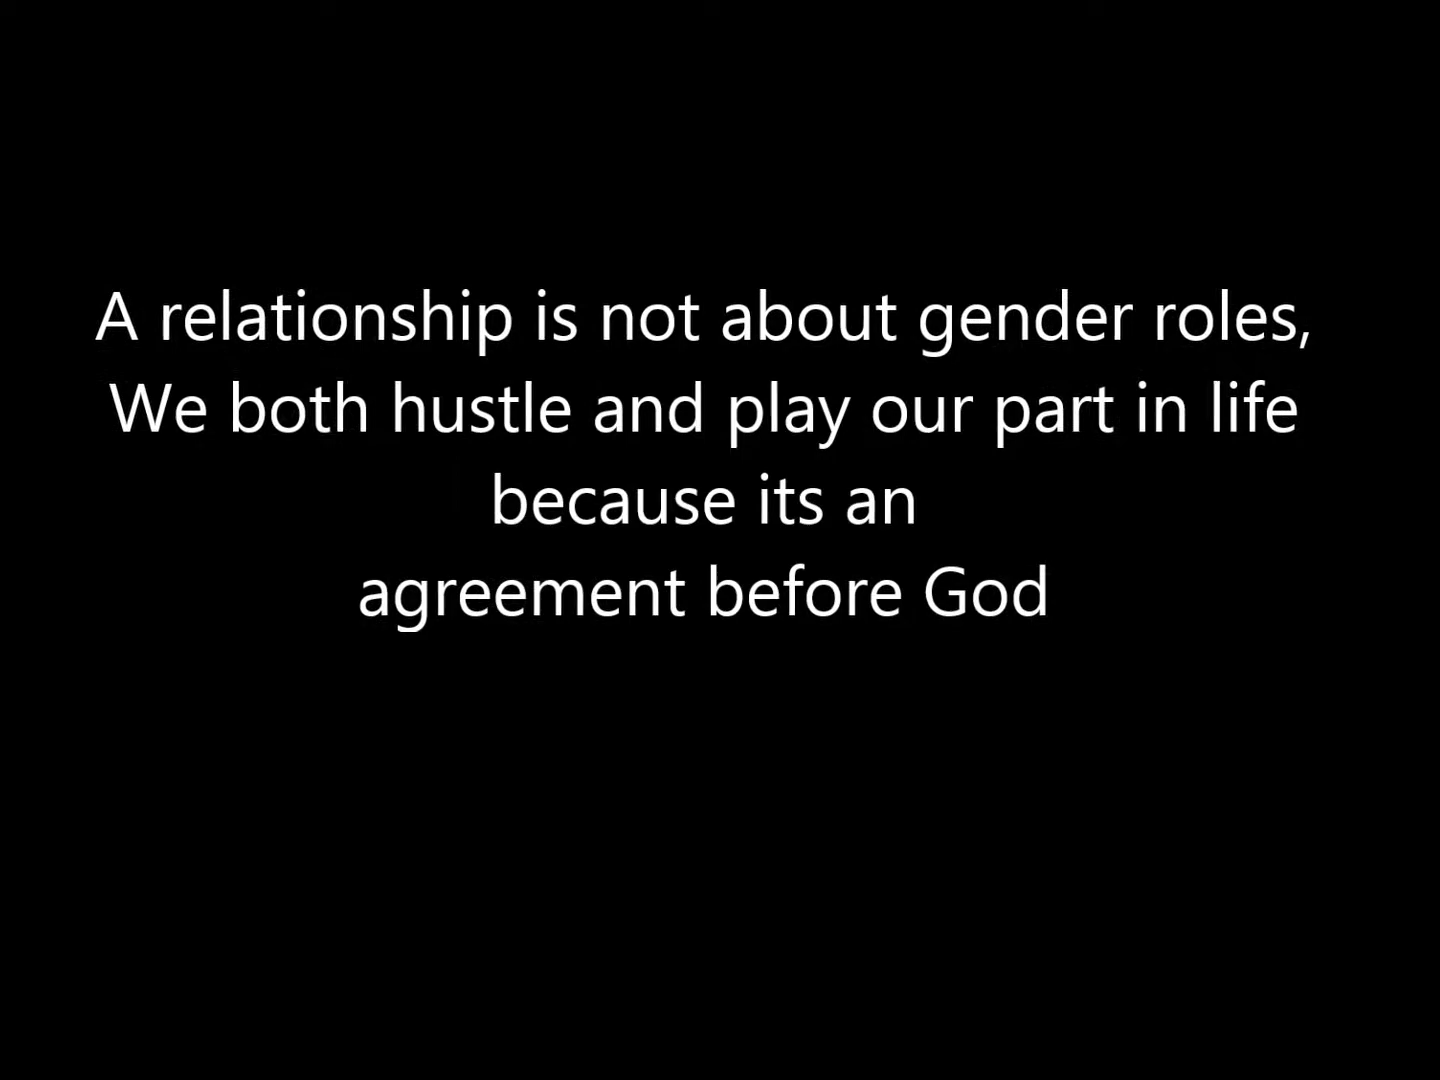 A relationship is not about gender roles,
We both hustle and play our part in life
because its an
agreement before God